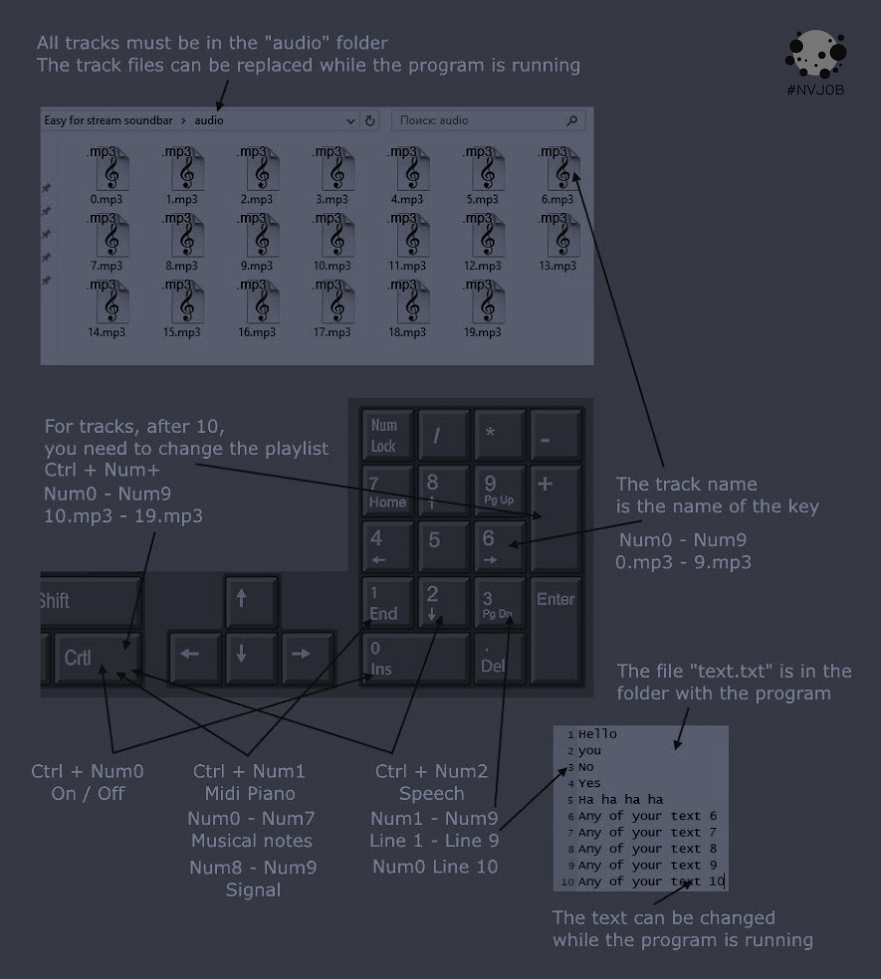 All tracks must be in the "audio" folder
The track files can be replaced while the program is running
#NVJOB
Easy for stream soundbar > audio
Поиск: audio
.mp3 .mp3 .mp3 .mp3 .mp3 .mp3 .mp3
0.mp3 1.mp3 2.mp3 3.mp3 4.mp3 5.mp3 6.mp3
.mp3 .mp3 .mp3 .mp3 .mp3 .mp3 .mp3
7.mp3 8.mp3 9.mp3 10.mp3 11.mp3 12.mp3 13.mp3
.mp3 .mp3 .mp3 .mp3 .mp3 .mp3
14.mp3 15.mp3 16.mp3 17.mp3 18.mp3 19.mp3
For tracks, after 10,
you need to change the playlist
Ctrl + Num+
Num0 - Num9
10.mp3 - 19.mp3
Num Lock / * -
7 Home 8 ↑ 9 Pg Up +
4 ← 5 6 →
1 End 2 ↓ 3 Pg Dn Enter
0 Ins . Del
Shift ↑
Crtl ← ↓ →
The track name
is the name of the key
Num0 - Num9
0.mp3 - 9.mp3
The file "text.txt" is in the
folder with the program
Ctrl + Num0
On / Off
Ctrl + Num1
Midi Piano
Num0 - Num7
Musical notes
Num8 - Num9
Signal
Ctrl + Num2
Speech
Num1 - Num9
Line 1 - Line 9
Num0 Line 10
1 Hello
2 you
3 No
4 Yes
5 Ha ha ha ha
6 Any of your text 6
7 Any of your text 7
8 Any of your text 8
9 Any of your text 9
10 Any of your text 10
The text can be changed
while the program is running